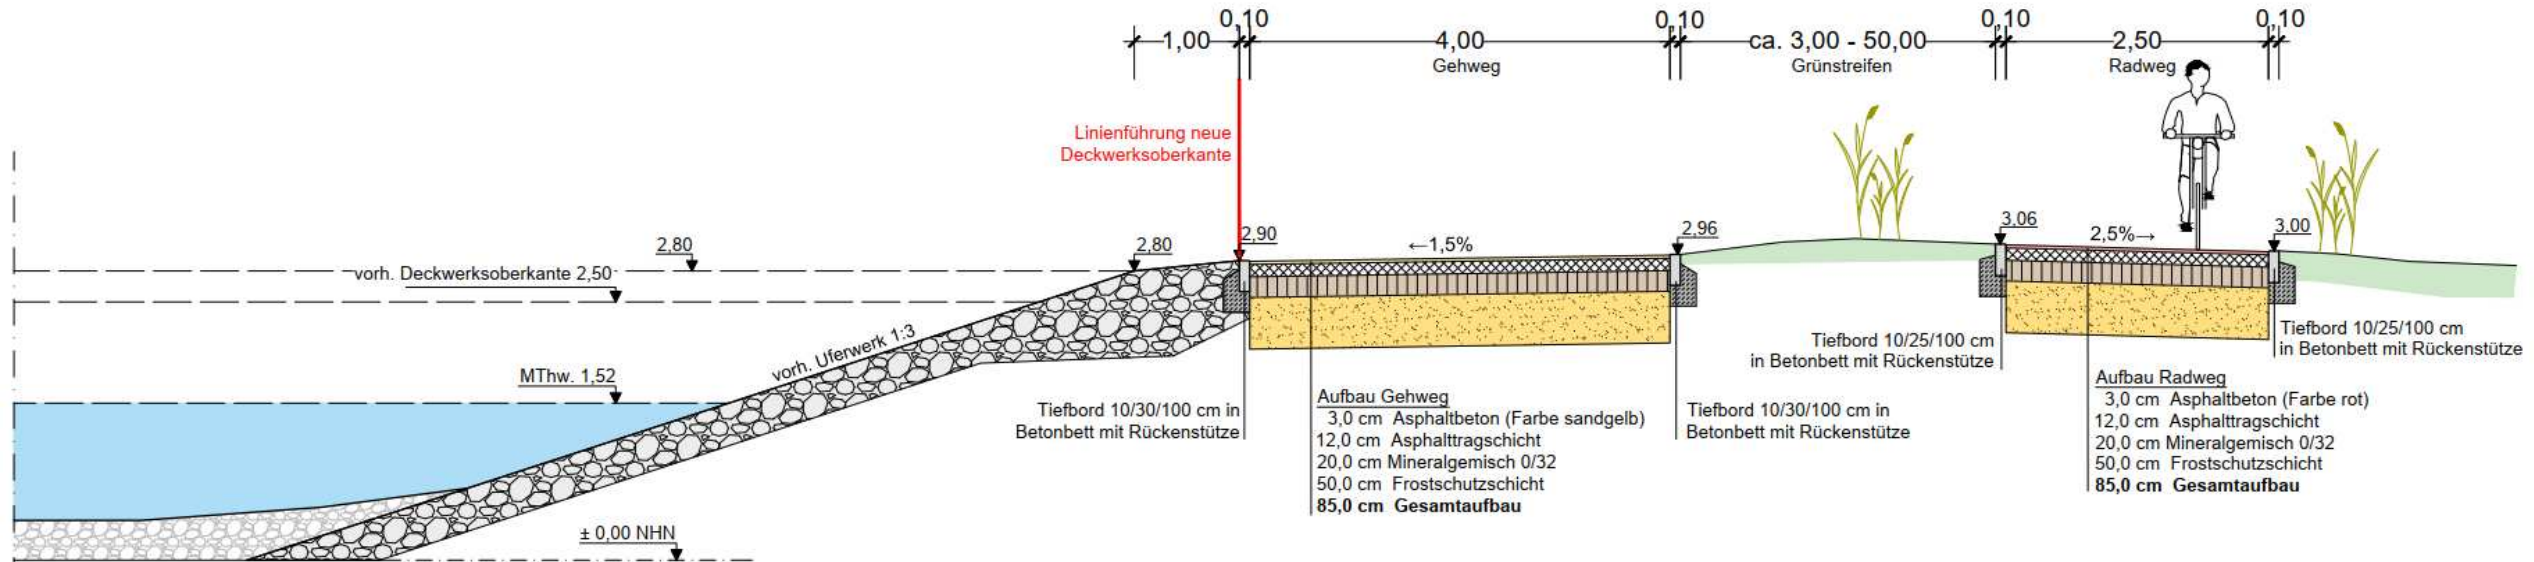 0,10
0,10
0,10
0,10
1,00
4,00
ca. 3,00 - 50,00
2,50
Gehweg
Grünstreifen
Radweg
Linienführung neue
Deckwerksoberkante
2,80
2,80
2,90
←1,5%
2,96
3,06
2,5%→
3,00
vorh. Deckwerksoberkante 2,50
vorh. Uferwerk 1:3
MThw. 1,52
± 0,00 NHN
Tiefbord 10/30/100 cm in
Betonbett mit Rückenstütze
Aufbau Gehweg
3,0 cm Asphaltbeton (Farbe sandgelb)
12,0 cm Asphalttragschicht
20,0 cm Mineralgemisch 0/32
50,0 cm Frostschutzschicht
85,0 cm Gesamtaufbau
Tiefbord 10/30/100 cm in
Betonbett mit Rückenstütze
Tiefbord 10/25/100 cm
in Betonbett mit Rückenstütze
Aufbau Radweg
3,0 cm Asphaltbeton (Farbe rot)
12,0 cm Asphalttragschicht
20,0 cm Mineralgemisch 0/32
50,0 cm Frostschutzschicht
85,0 cm Gesamtaufbau
Tiefbord 10/25/100 cm
in Betonbett mit Rückenstütze